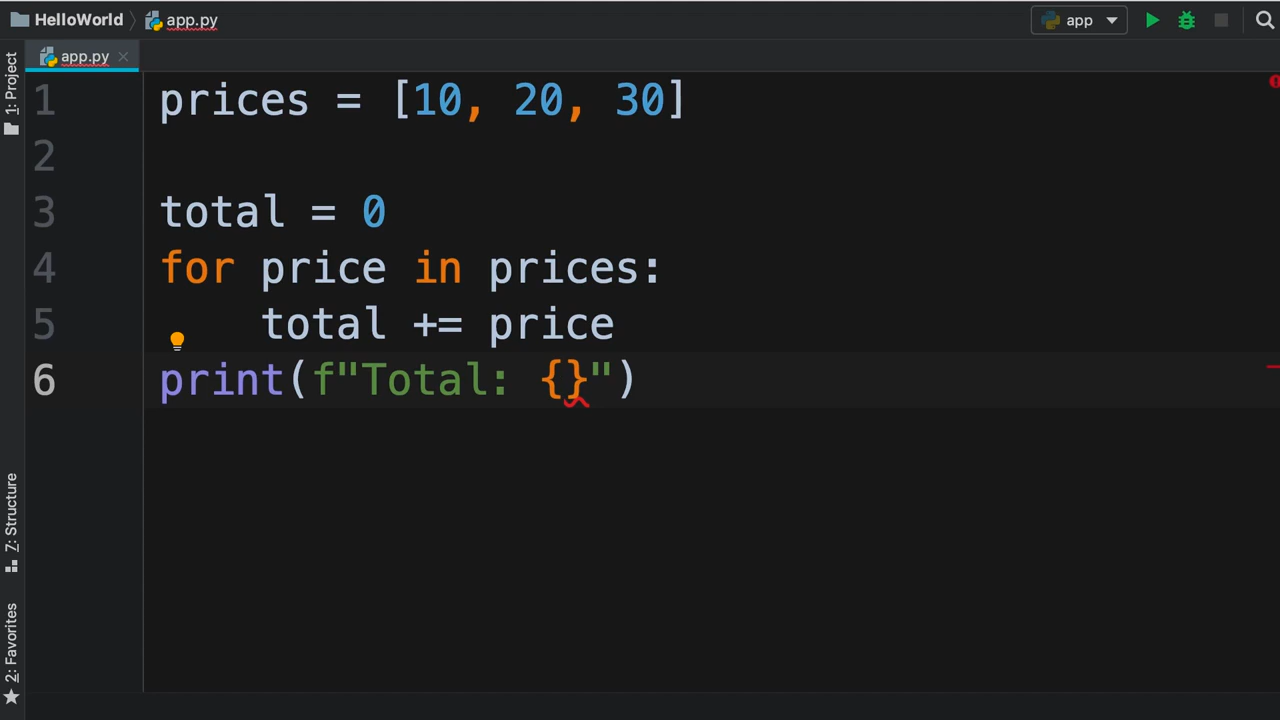 HelloWorld app.py app
app.py
1: Project
7: Structure
2: Favorites
1 prices = [10, 20, 30]
2
3 total = 0
4 for price in prices:
5     total += price
6 print(f"Total: {}")